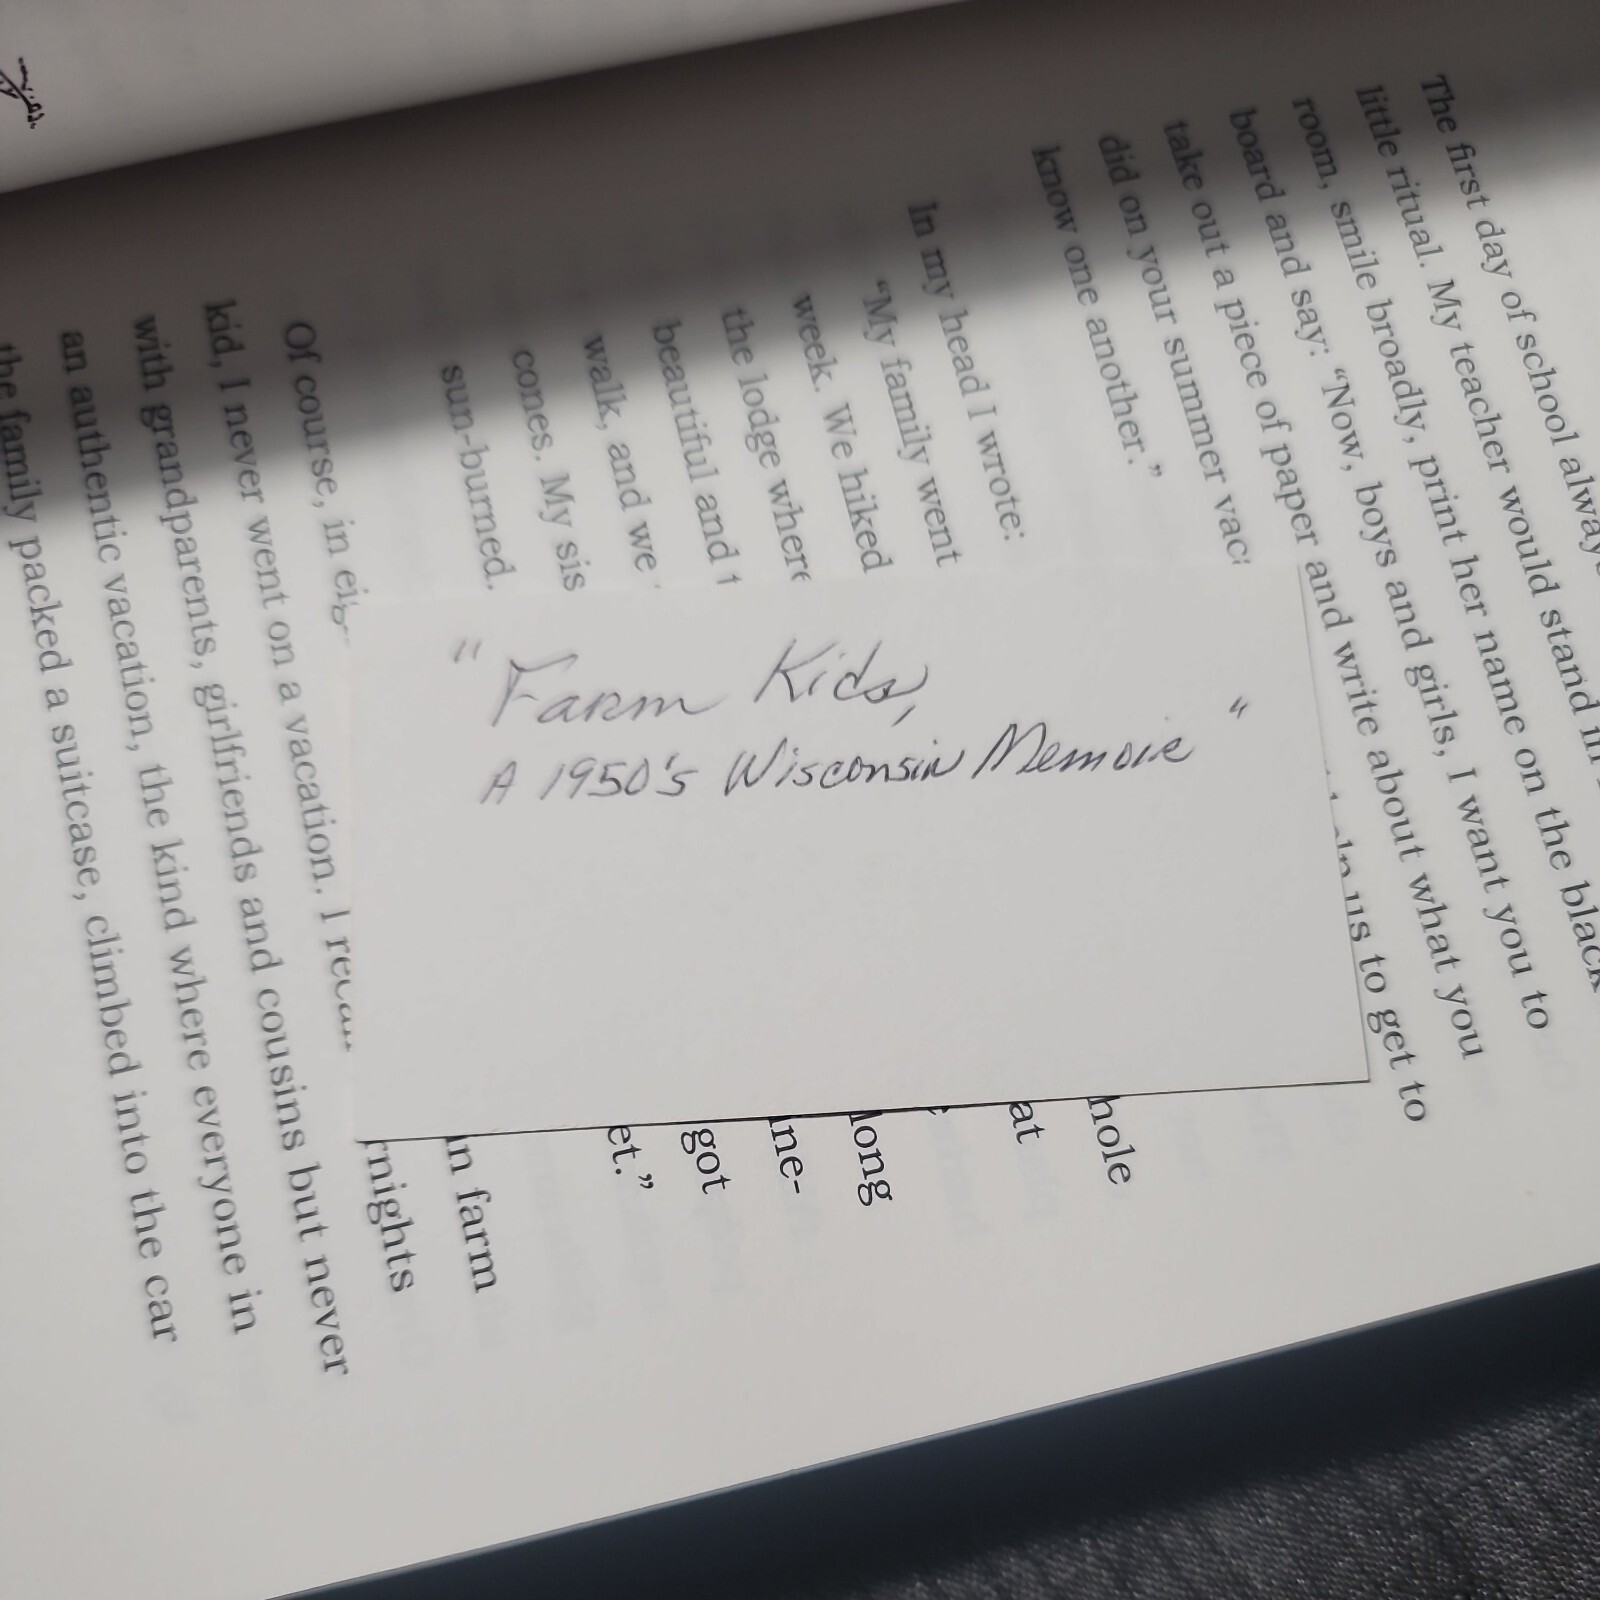 The first day of school alway
little ritual. My teacher would stand in
room, smile broadly, print her name on the black
board and say: “Now, boys and girls, I want you to
take out a piece of paper and write about what you
did on your summer vac us to get to
know one another.”
hole
In my head I wrote: at
“My family went
week. We hiked long
the lodge where ne-
beautiful and got
walk, and we et.”
cones. My sis
sun-burned. n farm
rnights
Of course, in
kid, I never went on a vacation. I
with grandparents, girlfriends and cousins but never
an authentic vacation, the kind where everyone in
the family packed a suitcase, climbed into the car
" Farm Kids,
A 1950's Wisconsin Memoir "